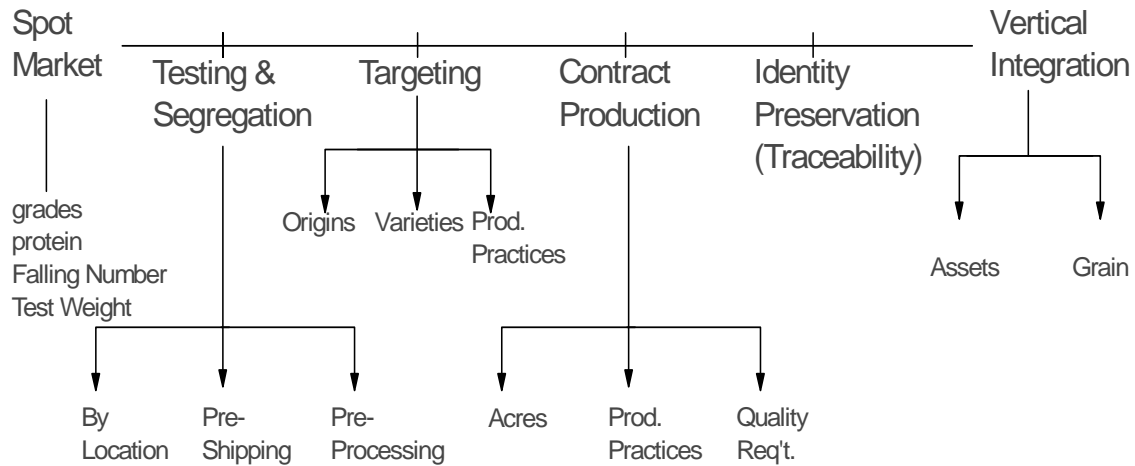 Spot
Market
Testing &
Segregation
Targeting
Contract
Production
Identity
Preservation
(Traceability)
Vertical
Integration
grades
protein
Falling Number
Test Weight
Origins
Varieties
Prod.
Practices
Assets
Grain
By
Location
Pre-
Shipping
Pre-
Processing
Acres
Prod.
Practices
Quality
Req't.